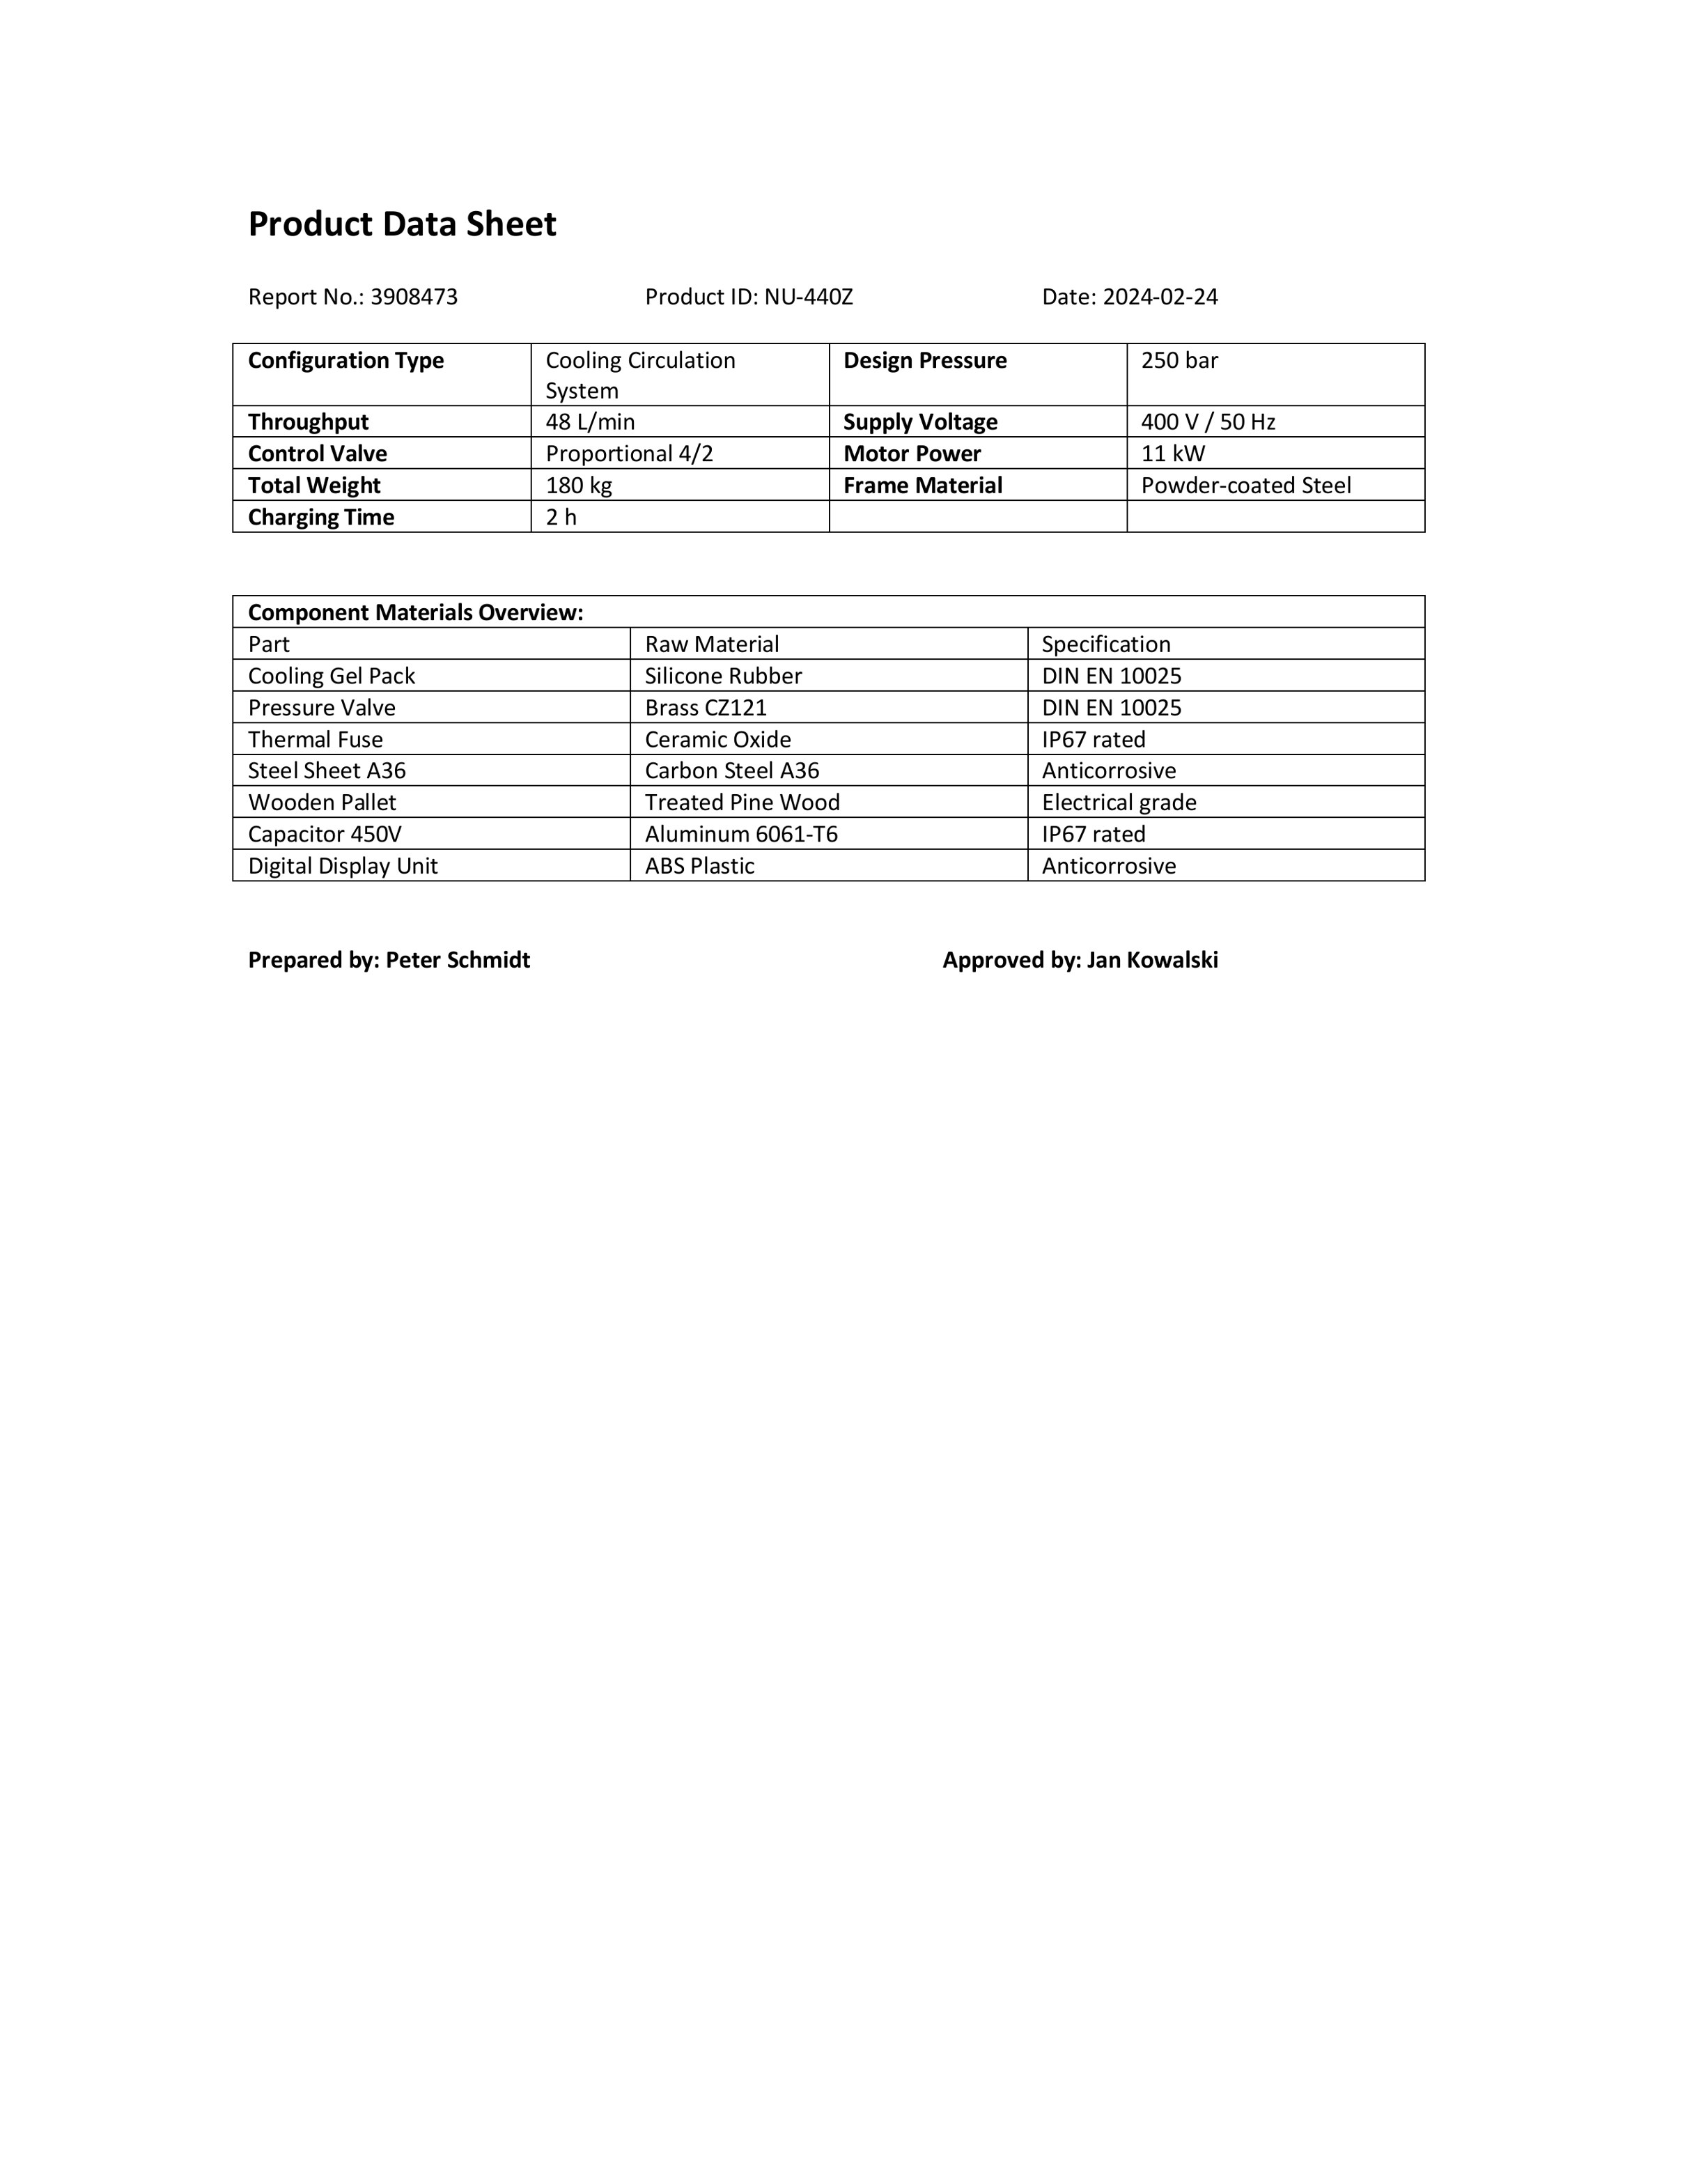 Product Data Sheet
Report No.: 3908473 Product ID: NU-440Z Date: 2024-02-24
Configuration Type Cooling Circulation System Design Pressure 250 bar
Throughput 48 L/min Supply Voltage 400 V / 50 Hz
Control Valve Proportional 4/2 Motor Power 11 kW
Total Weight 180 kg Frame Material Powder-coated Steel
Charging Time 2 h
Component Materials Overview:
Part Raw Material Specification
Cooling Gel Pack Silicone Rubber DIN EN 10025
Pressure Valve Brass CZ121 DIN EN 10025
Thermal Fuse Ceramic Oxide IP67 rated
Steel Sheet A36 Carbon Steel A36 Anticorrosive
Wooden Pallet Treated Pine Wood Electrical grade
Capacitor 450V Aluminum 6061-T6 IP67 rated
Digital Display Unit ABS Plastic Anticorrosive
Prepared by: Peter Schmidt Approved by: Jan Kowalski